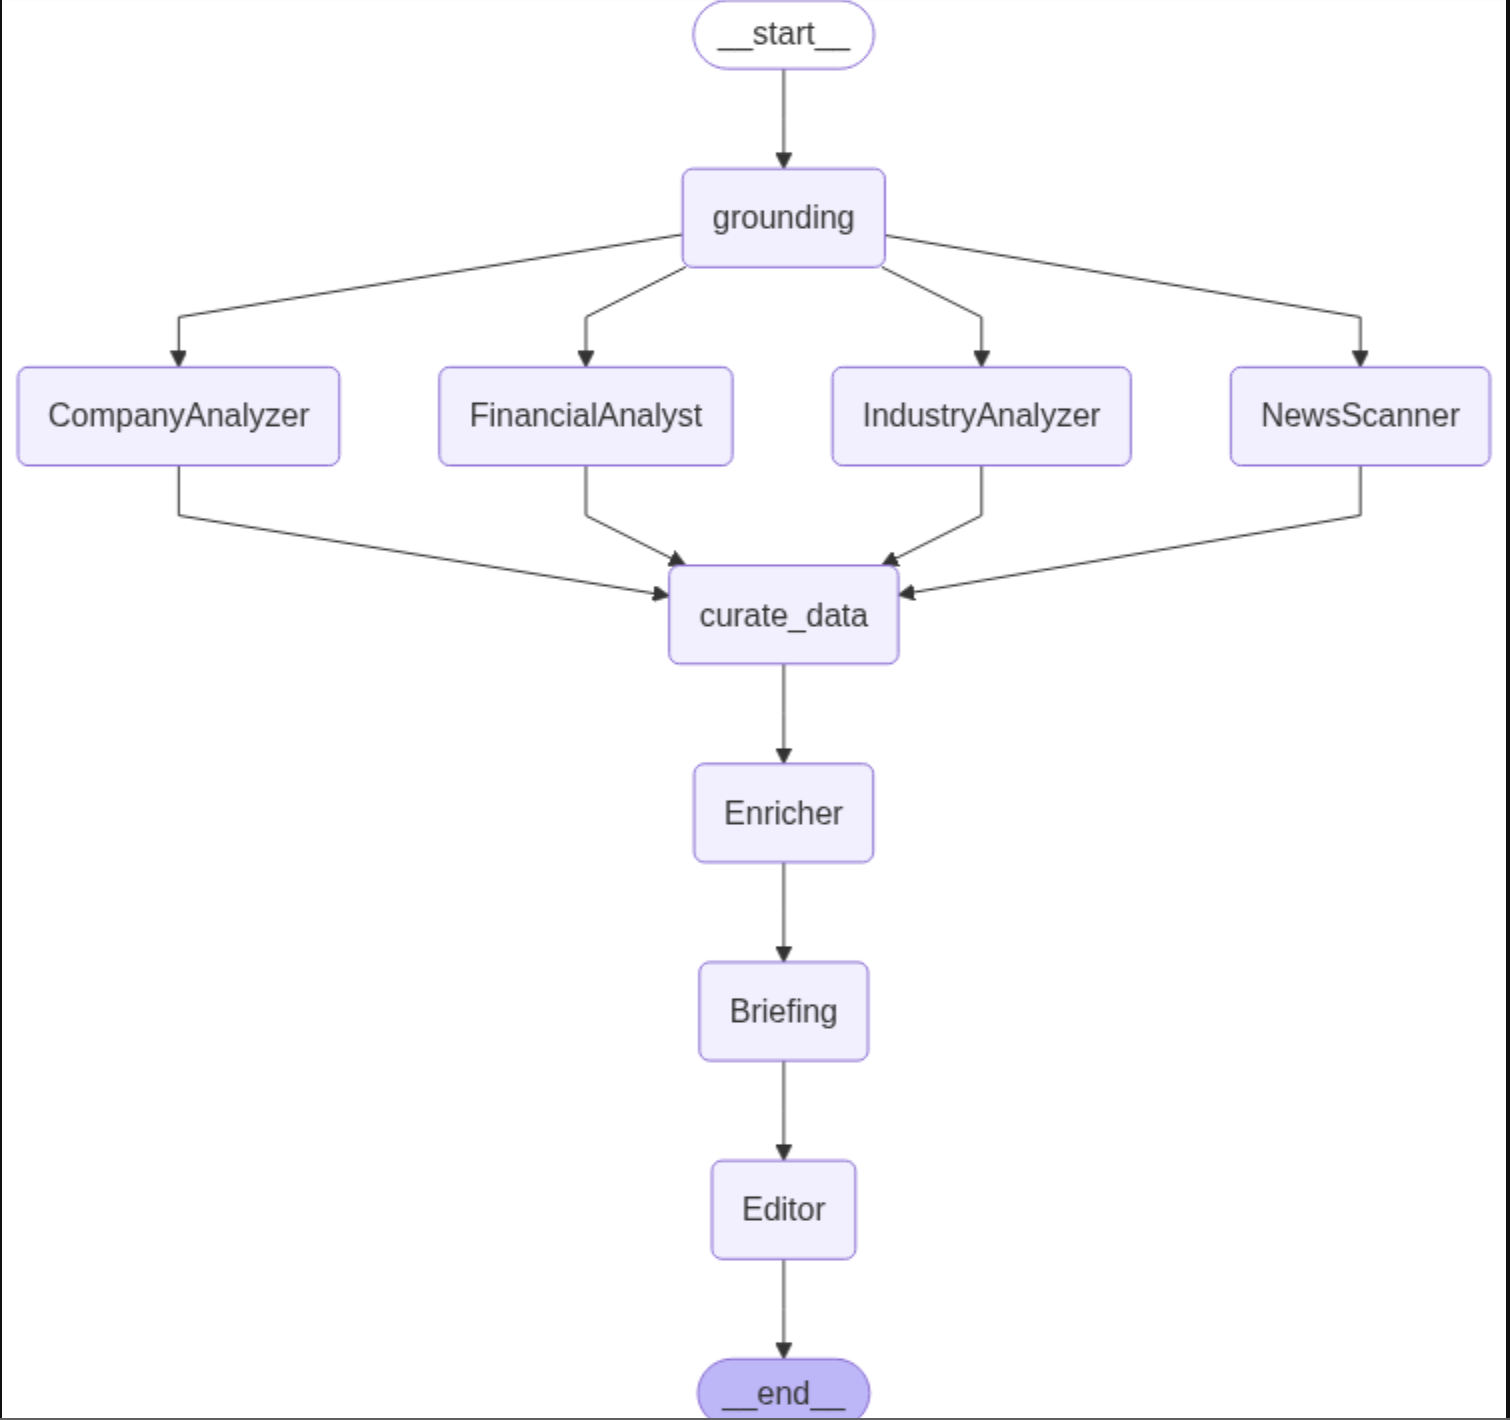 __start__
grounding
CompanyAnalyzer
FinancialAnalyst
IndustryAnalyzer
NewsScanner
curate_data
Enricher
Briefing
Editor
__end__